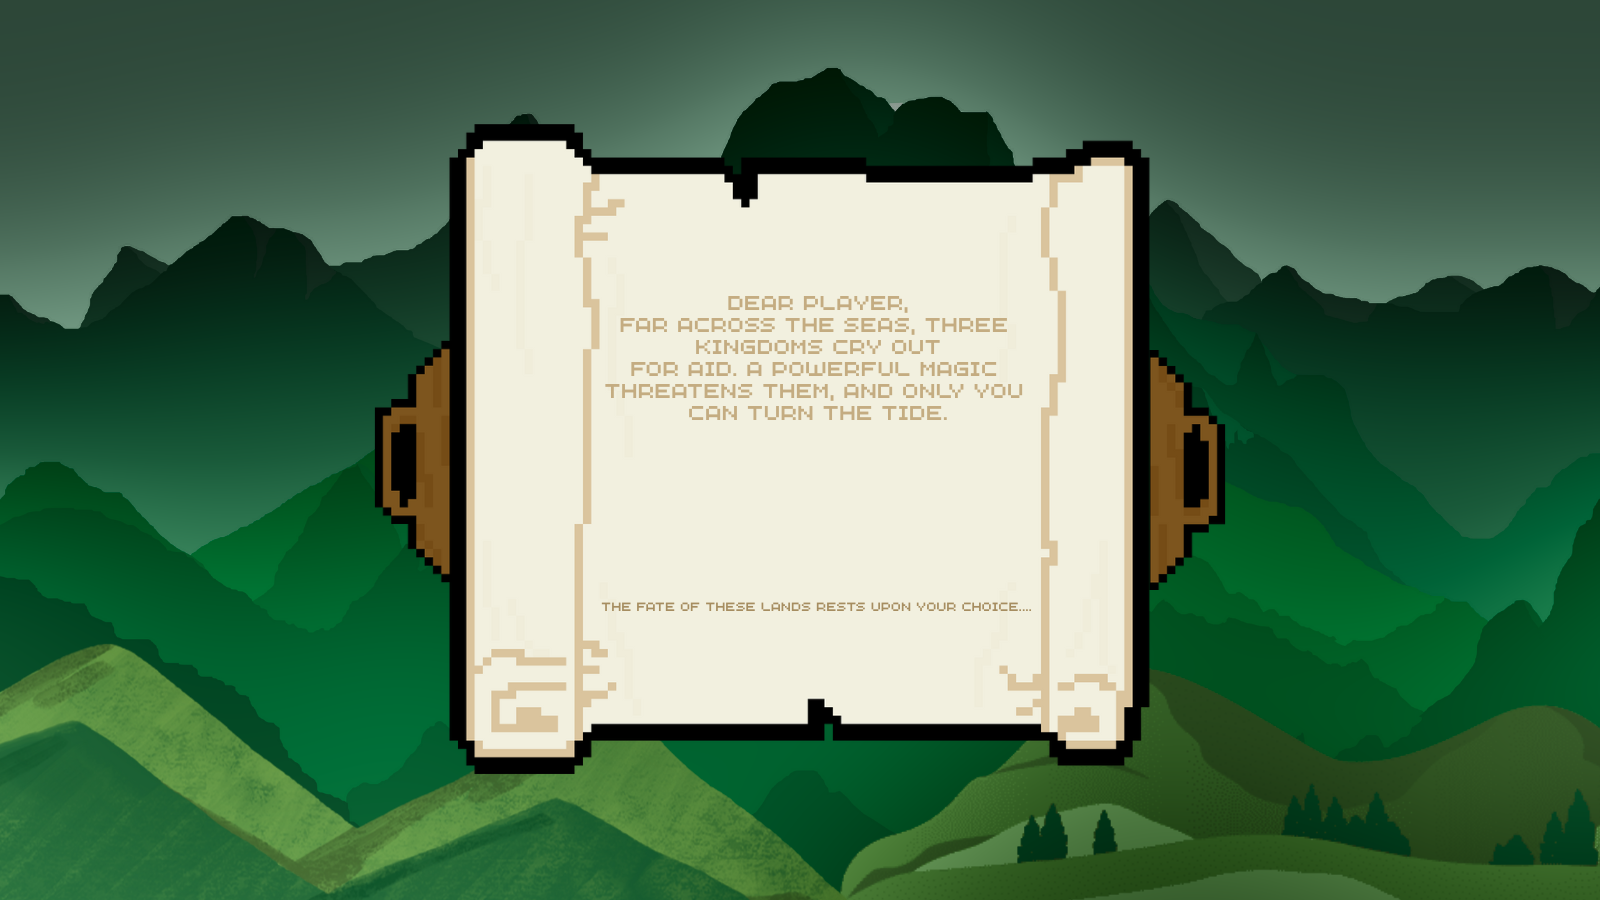 DEAR PLAYER,
FAR ACROSS THE SEAS, THREE
KINGDOMS CRY OUT
FOR AID. A POWERFUL MAGIC
THREATENS THEM, AND ONLY YOU
CAN TURN THE TIDE.
THE FATE OF THESE LANDS RESTS UPON YOUR CHOICE....